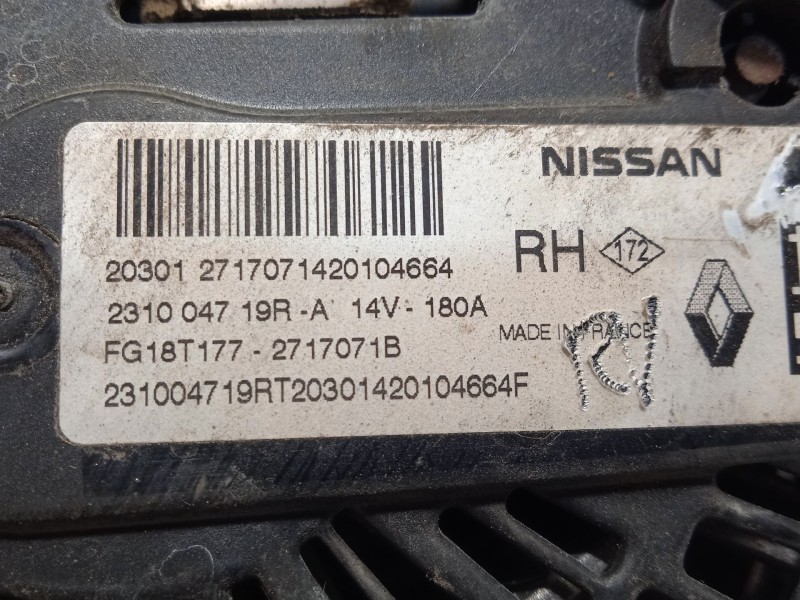 NISSAN
RH 172
20301 2717071420104664
2310 047 19R -A 14V - 180A
MADE IN FRANCE
FG18T177 - 2717071B
231004719RT20301420104664F